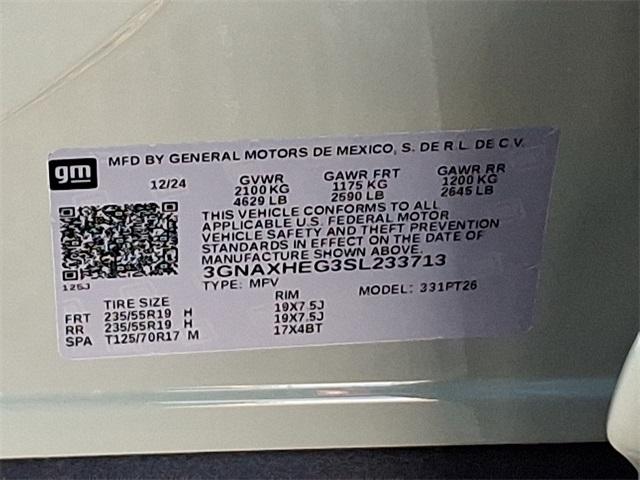 gm
MFD BY GENERAL MOTORS DE MEXICO, S. DE R.L. DE C.V.
12/24 GVWR GAWR FRT GAWR RR
2100 KG 1175 KG 1200 KG
4629 LB 2590 LB 2645 LB
THIS VEHICLE CONFORMS TO ALL
APPLICABLE U.S. FEDERAL MOTOR
VEHICLE SAFETY AND THEFT PREVENTION
STANDARDS IN EFFECT ON THE DATE OF
MANUFACTURE SHOWN ABOVE.
3GNAXHEG3SL233713
125J
TYPE: MFV MODEL: 331PT26
TIRE SIZE RIM
FRT 235/55R19 H 19X7.5J
RR 235/55R19 H 19X7.5J
SPA T125/70R17 M 17X4BT